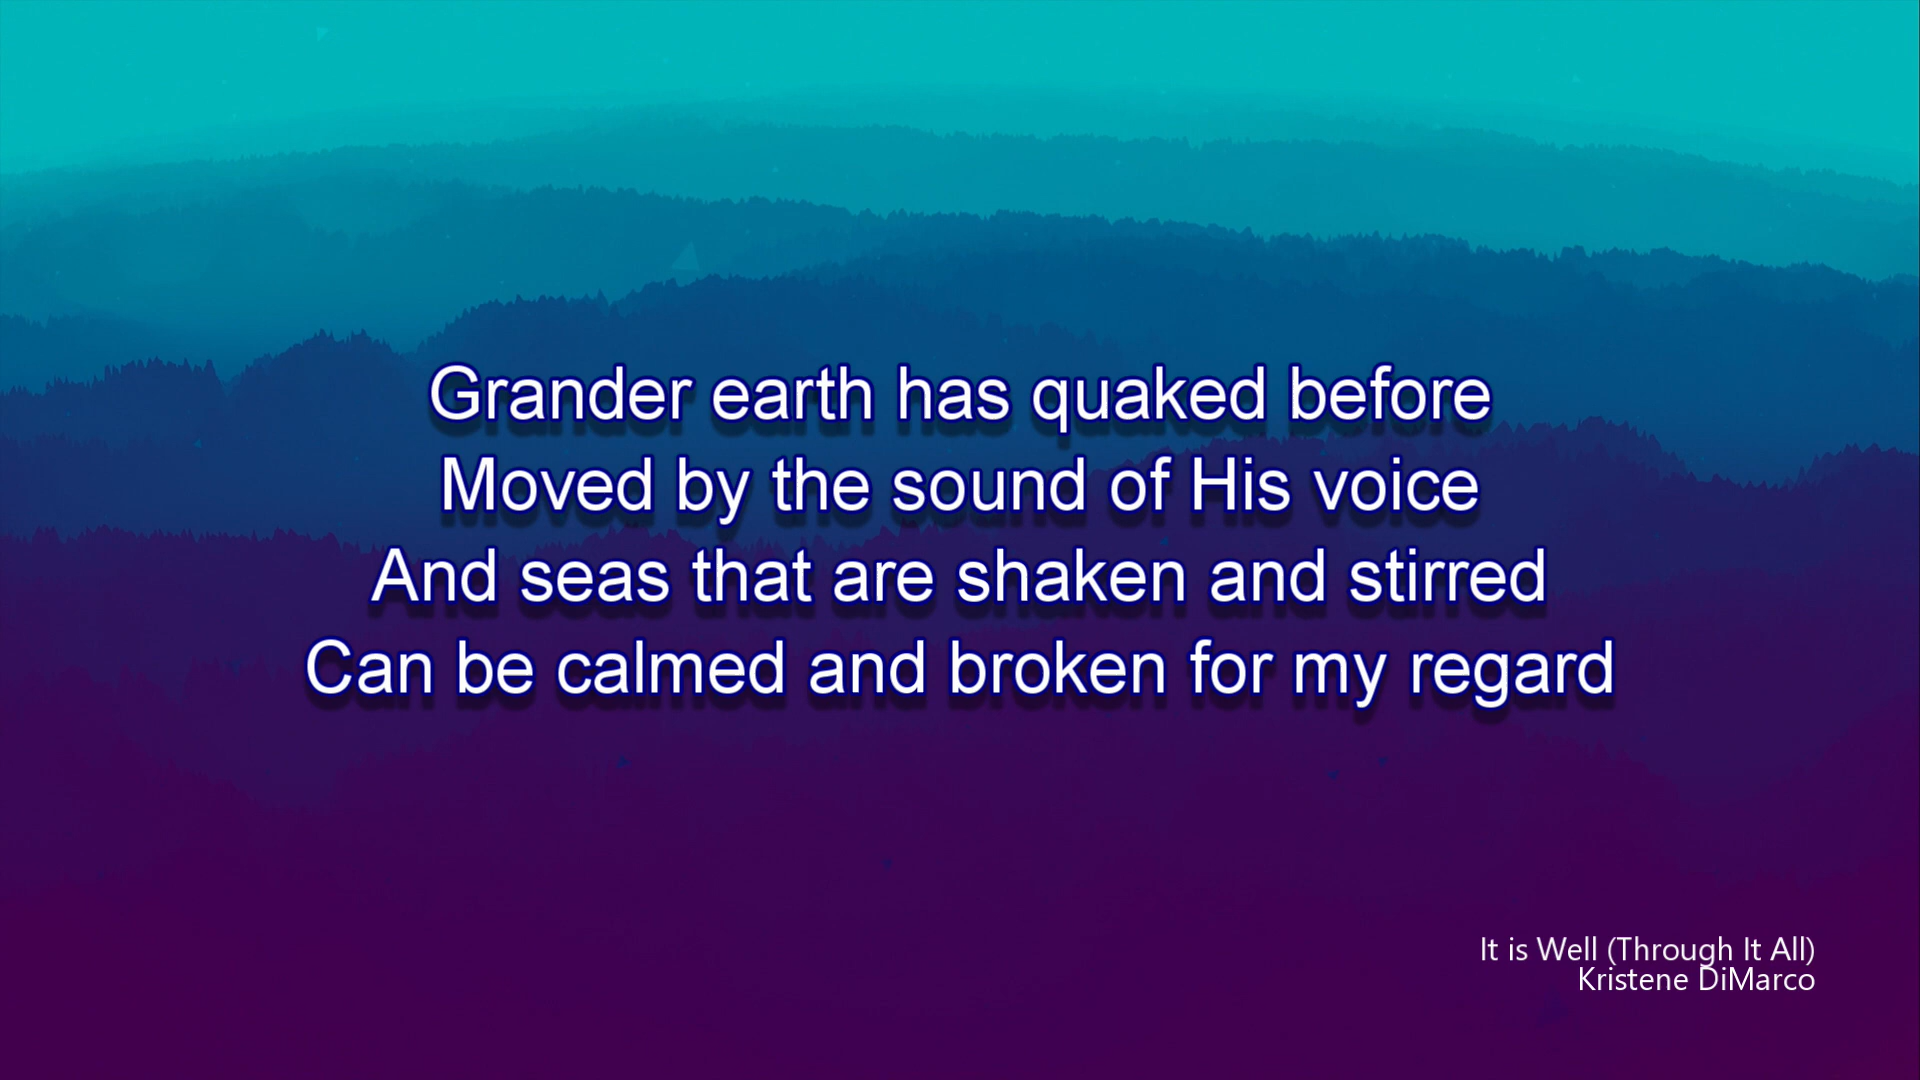 Grander earth has quaked before
Moved by the sound of His voice
And seas that are shaken and stirred
Can be calmed and broken for my regard
It is Well (Through It All)
Kristene DiMarco